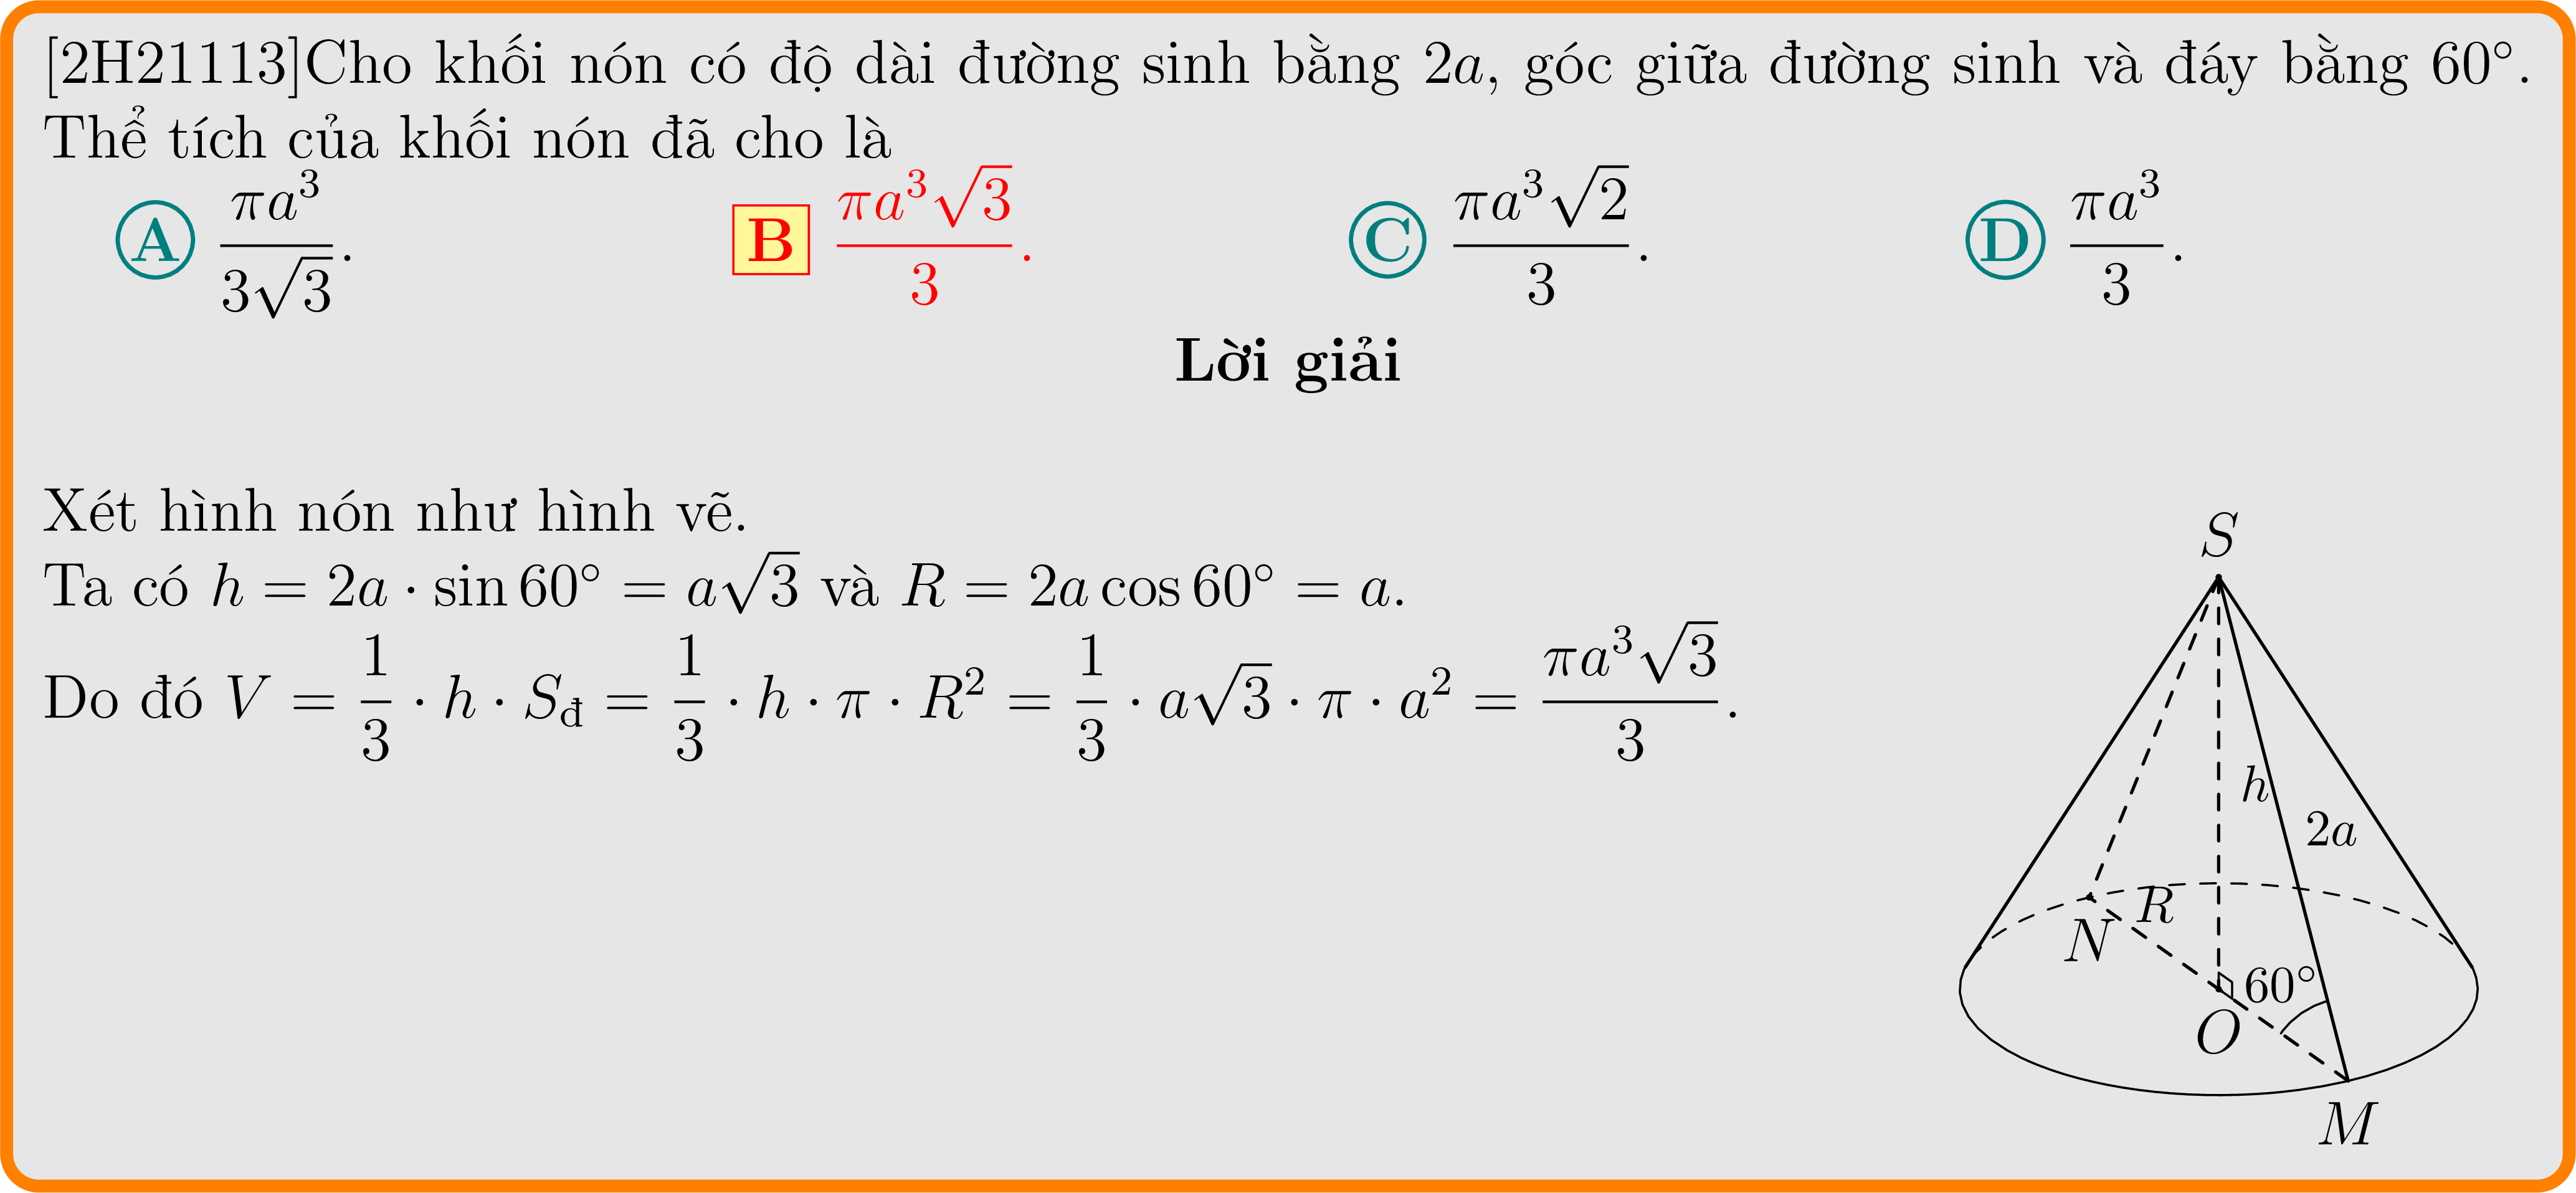 [2H21113]Cho khối nón có độ dài đường sinh bằng 2a, góc giữa đường sinh và đáy bằng 60°.
Thể tích của khối nón đã cho là
A $\frac{\pi a^3}{3\sqrt{3}}$. B $\frac{\pi a^3\sqrt{3}}{3}$. C $\frac{\pi a^3\sqrt{2}}{3}$. D $\frac{\pi a^3}{3}$.
Lời giải
Xét hình nón như hình vẽ.
Ta có $h = 2a \cdot \sin 60^\circ = a\sqrt{3}$ và $R = 2a \cos 60^\circ = a$.
Do đó $V = \frac{1}{3} \cdot h \cdot S_{đ} = \frac{1}{3} \cdot h \cdot \pi \cdot R^2 = \frac{1}{3} \cdot a\sqrt{3} \cdot \pi \cdot a^2 = \frac{\pi a^3\sqrt{3}}{3}$.
S
h
2a
R
N
60°
O
M